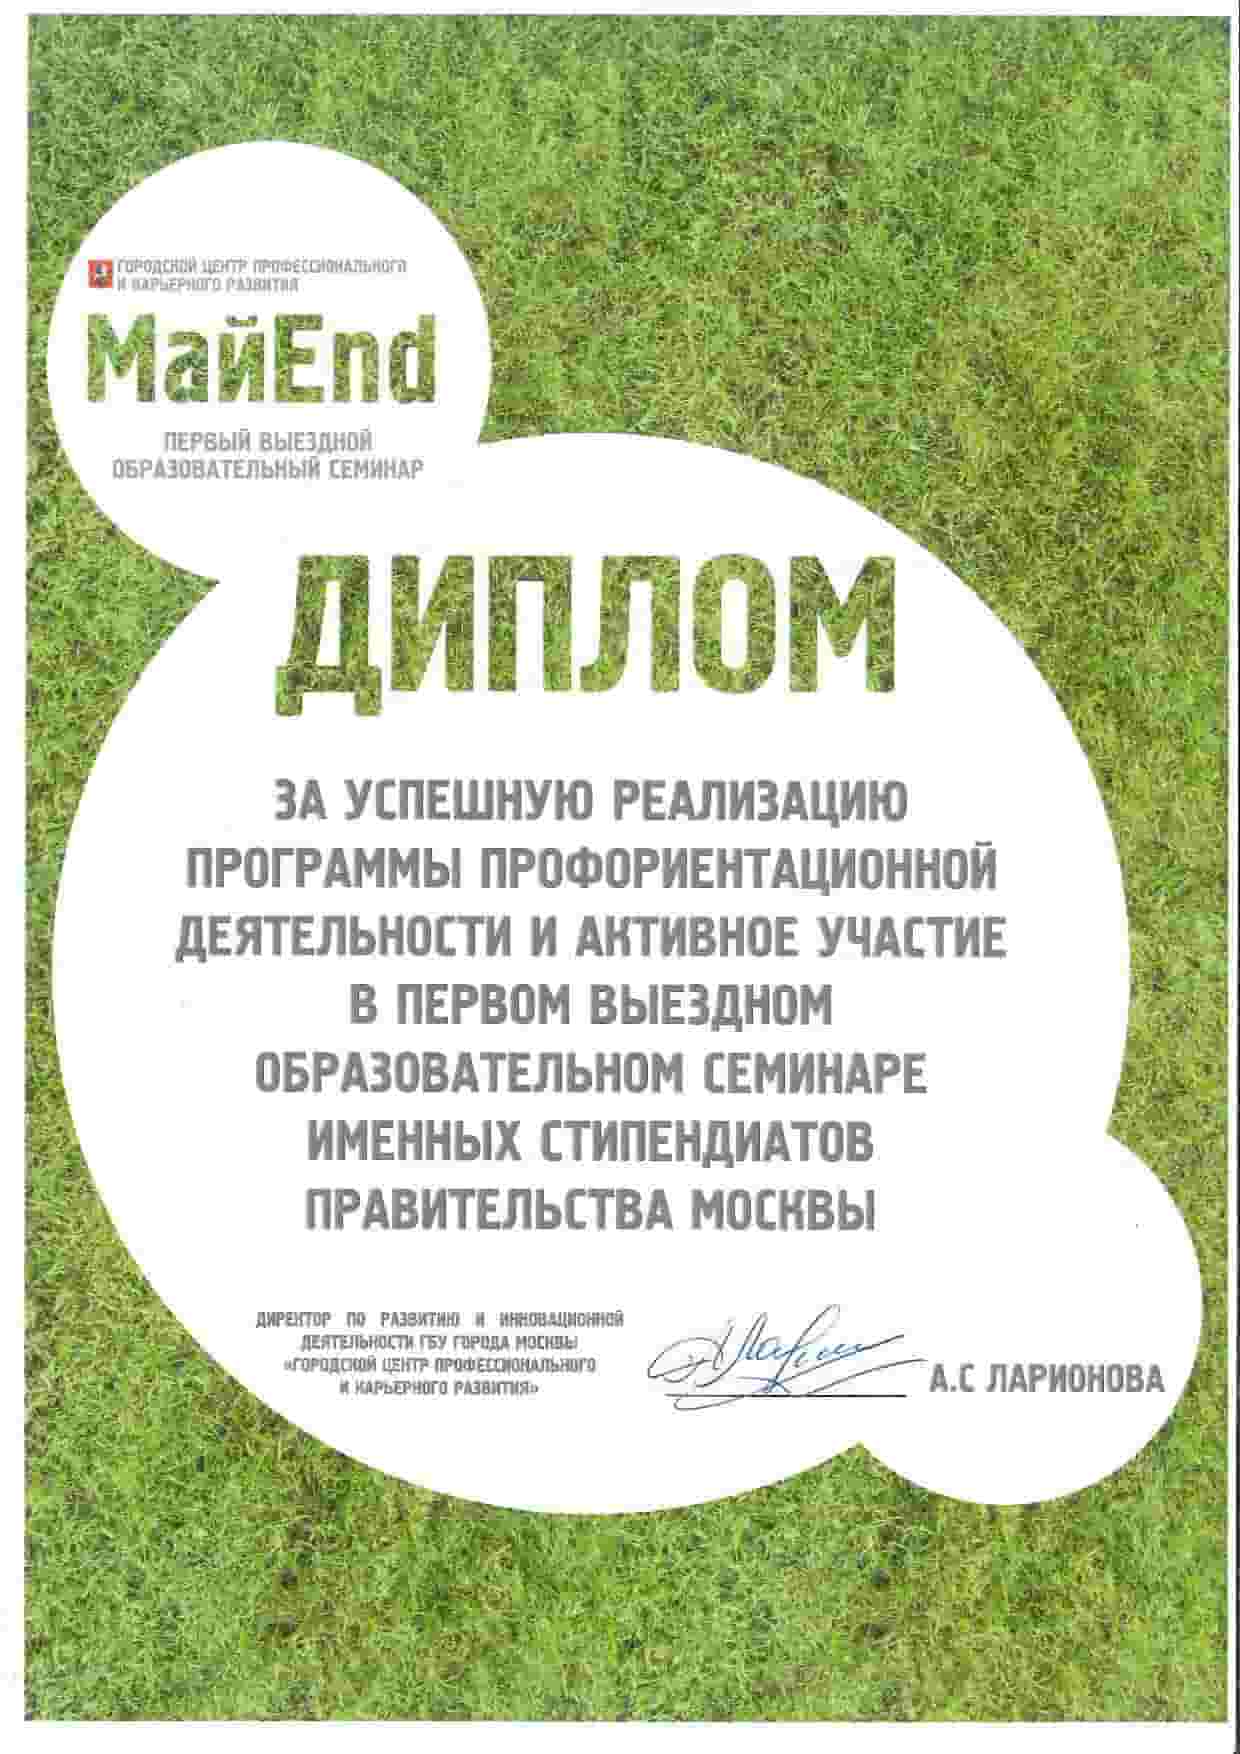 ГОРОДСКОЙ ЦЕНТР ПРОФЕССИОНАЛЬНОГО
И КАРЬЕРНОГО РАЗВИТИЯ
МайEnd
ПЕРВЫЙ ВЫЕЗДНОЙ
ОБРАЗОВАТЕЛЬНЫЙ СЕМИНАР
ДИПЛОМ
ЗА УСПЕШНУЮ РЕАЛИЗАЦИЮ
ПРОГРАММЫ ПРОФОРИЕНТАЦИОННОЙ
ДЕЯТЕЛЬНОСТИ И АКТИВНОЕ УЧАСТИЕ
В ПЕРВОМ ВЫЕЗДНОМ
ОБРАЗОВАТЕЛЬНОМ СЕМИНАРЕ
ИМЕННЫХ СТИПЕНДИАТОВ
ПРАВИТЕЛЬСТВА МОСКВЫ
ДИРЕКТОР ПО РАЗВИТИЮ И ИННОВАЦИОННОЙ
ДЕЯТЕЛЬНОСТИ ГБУ ГОРОДА МОСКВЫ
«ГОРОДСКОЙ ЦЕНТР ПРОФЕССИОНАЛЬНОГО
И КАРЬЕРНОГО РАЗВИТИЯ»
А.С ЛАРИОНОВА